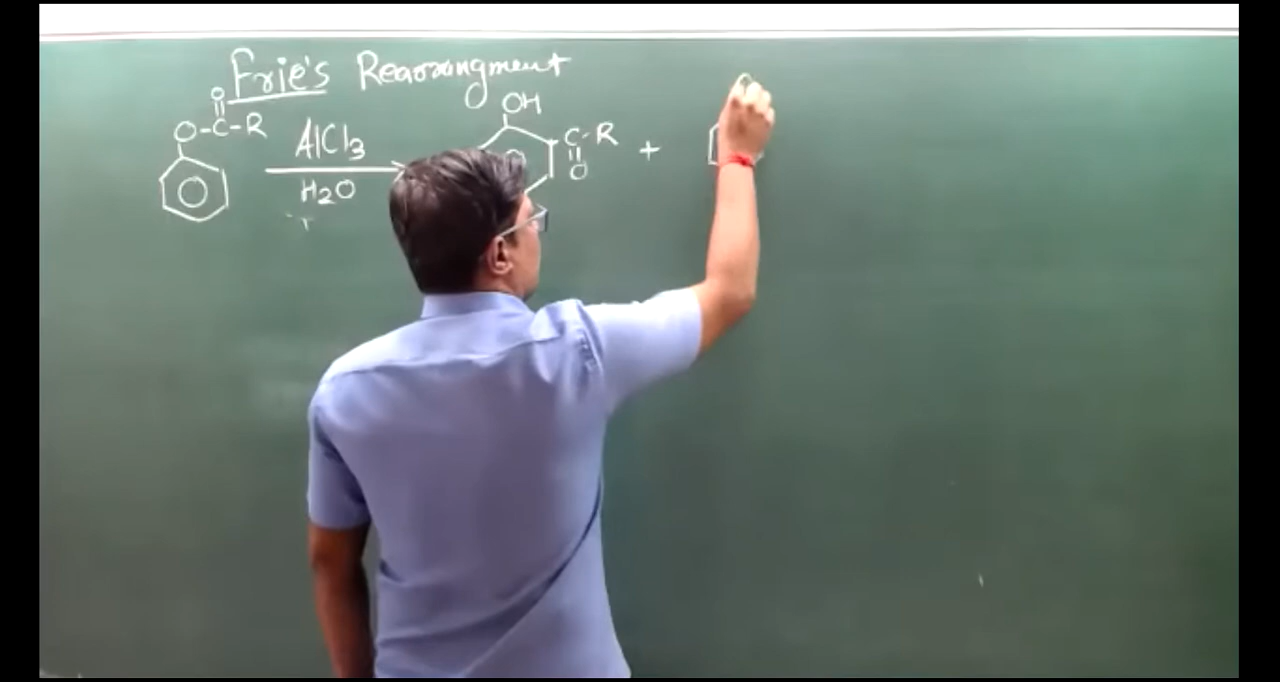 Frie's Rearrangment
O
O-C-R
AlCl3
H2O
OH
C-R
O
+